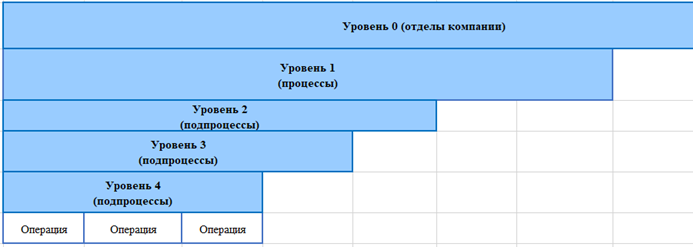 Уровень 0 (отделы компании)
Уровень 1
(процессы)
Уровень 2
(подпроцессы)
Уровень 3
(подпроцессы)
Уровень 4
(подпроцессы)
Операция Операция Операция